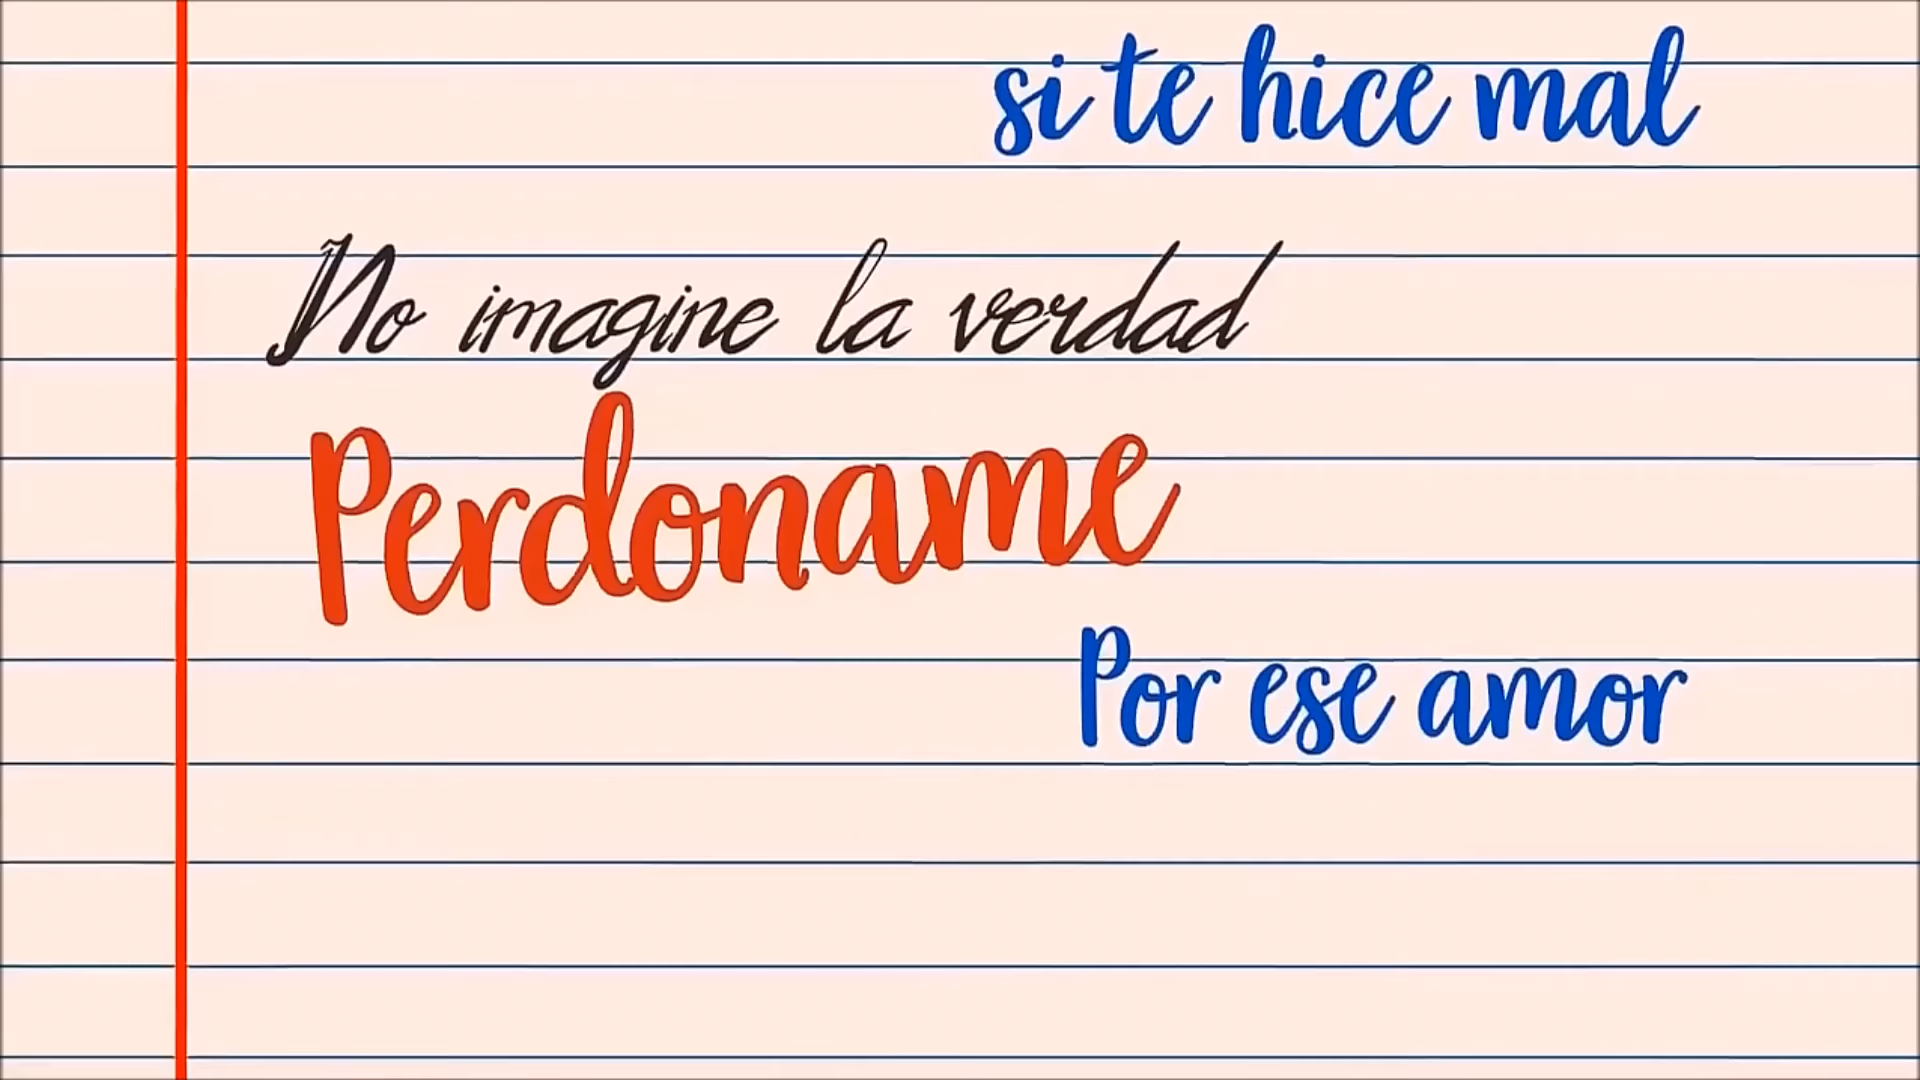 si te hice mal
No imagine la verdad
Perdoname
Por ese amor